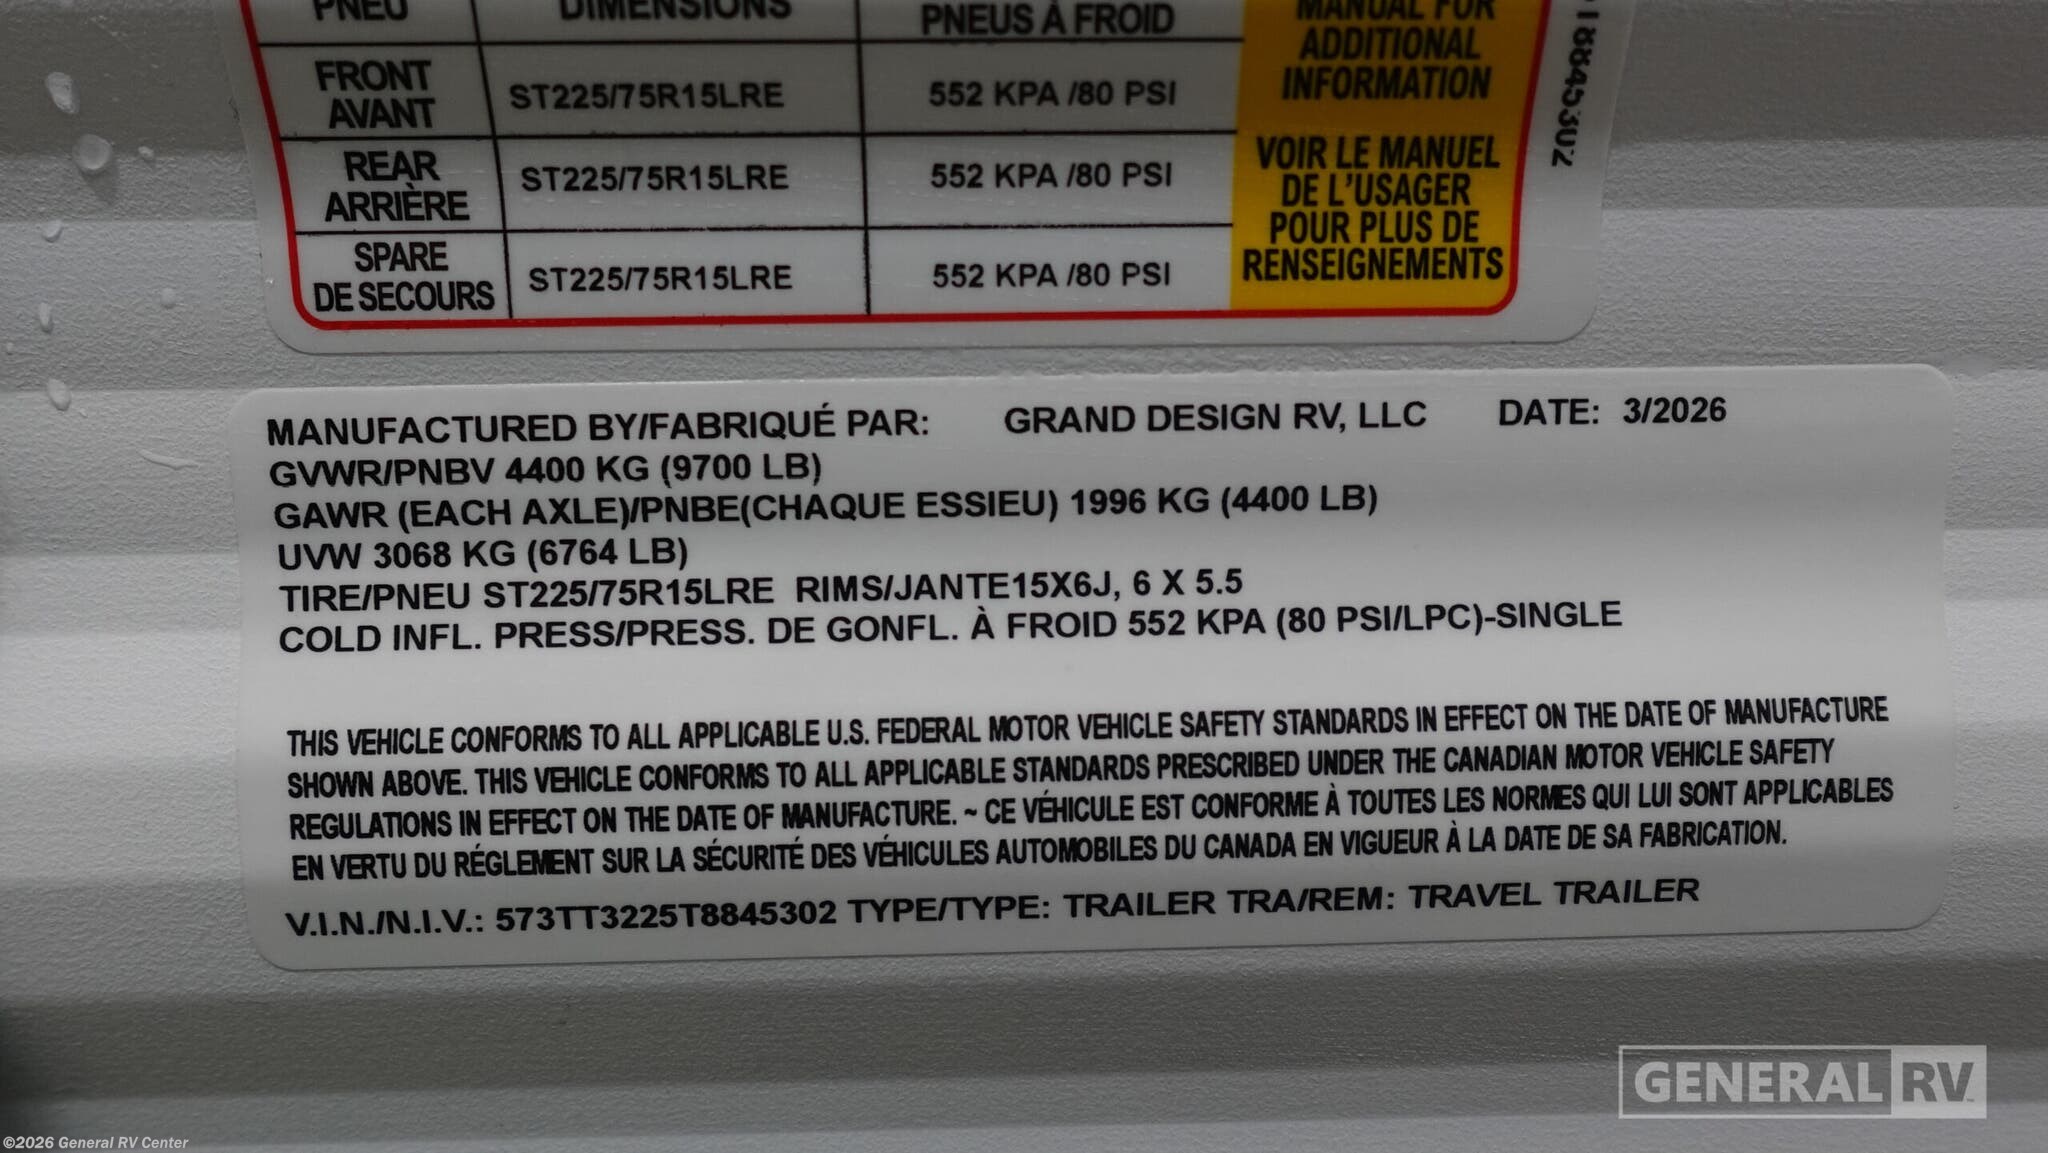 PNEU DIMENSIONS PNEUS À FROID
MANUAL FOR
ADDITIONAL
INFORMATION
FRONT
AVANT
ST225/75R15LRE 552 KPA /80 PSI
REAR
ARRIÈRE
ST225/75R15LRE 552 KPA /80 PSI
SPARE
DE SECOURS
ST225/75R15LRE 552 KPA /80 PSI
VOIR LE MANUEL
DE L'USAGER
POUR PLUS DE
RENSEIGNEMENTS
MANUFACTURED BY/FABRIQUÉ PAR: GRAND DESIGN RV, LLC DATE: 3/2026
GVWR/PNBV 4400 KG (9700 LB)
GAWR (EACH AXLE)/PNBE(CHAQUE ESSIEU) 1996 KG (4400 LB)
UVW 3068 KG (6764 LB)
TIRE/PNEU ST225/75R15LRE RIMS/JANTE15X6J, 6 X 5.5
COLD INFL. PRESS/PRESS. DE GONFL. À FROID 552 KPA (80 PSI/LPC)-SINGLE
THIS VEHICLE CONFORMS TO ALL APPLICABLE U.S. FEDERAL MOTOR VEHICLE SAFETY STANDARDS IN EFFECT ON THE DATE OF MANUFACTURE
SHOWN ABOVE. THIS VEHICLE CONFORMS TO ALL APPLICABLE STANDARDS PRESCRIBED UNDER THE CANADIAN MOTOR VEHICLE SAFETY
REGULATIONS IN EFFECT ON THE DATE OF MANUFACTURE. ~ CE VÉHICULE EST CONFORME À TOUTES LES NORMES QUI LUI SONT APPLICABLES
EN VERTU DU RÉGLEMENT SUR LA SÉCURITÉ DES VÉHICULES AUTOMOBILES DU CANADA EN VIGUEUR À LA DATE DE SA FABRICATION.
V.I.N./N.I.V.: 573TT3225T8845302 TYPE/TYPE: TRAILER TRA/REM: TRAVEL TRAILER
GENERAL RV
©2026 General RV Center